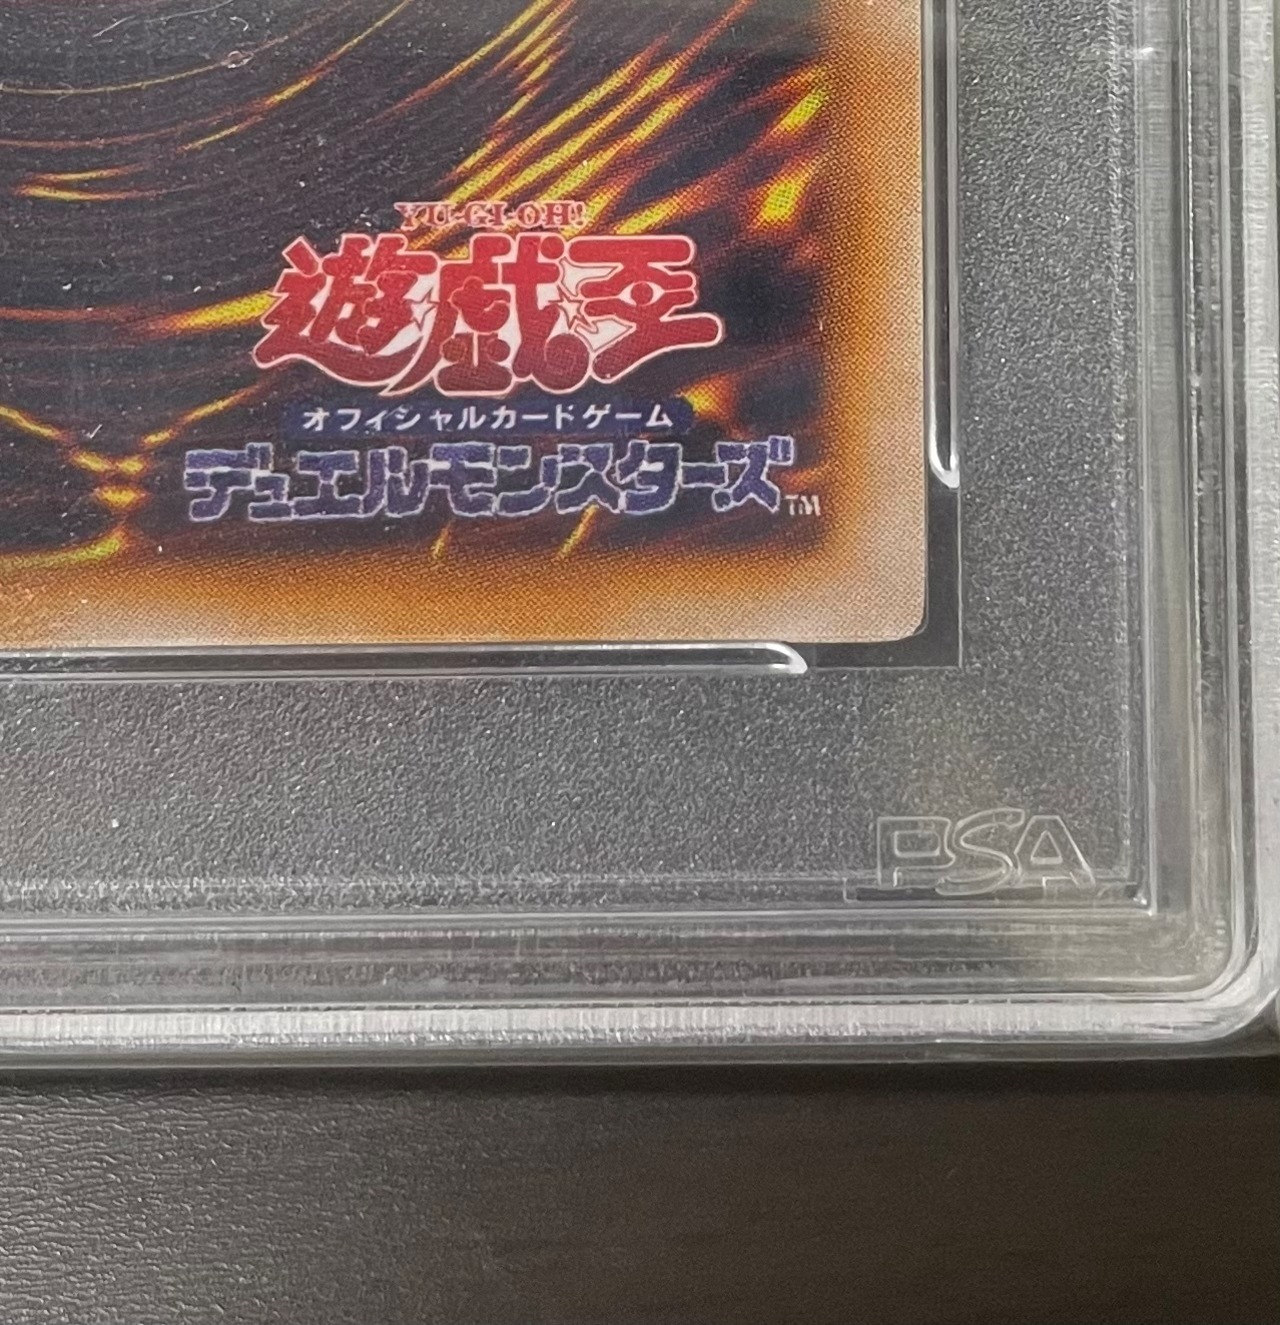 YU-GI-OH!
遊戯王
オフィシャルカードゲーム
デュエルモンスターズ TM
PSA